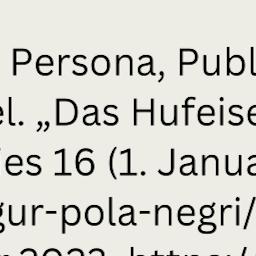 Persona, Publ
el. „Das Hufeise
ies 16 (1. Janua
gur-pola-negri/